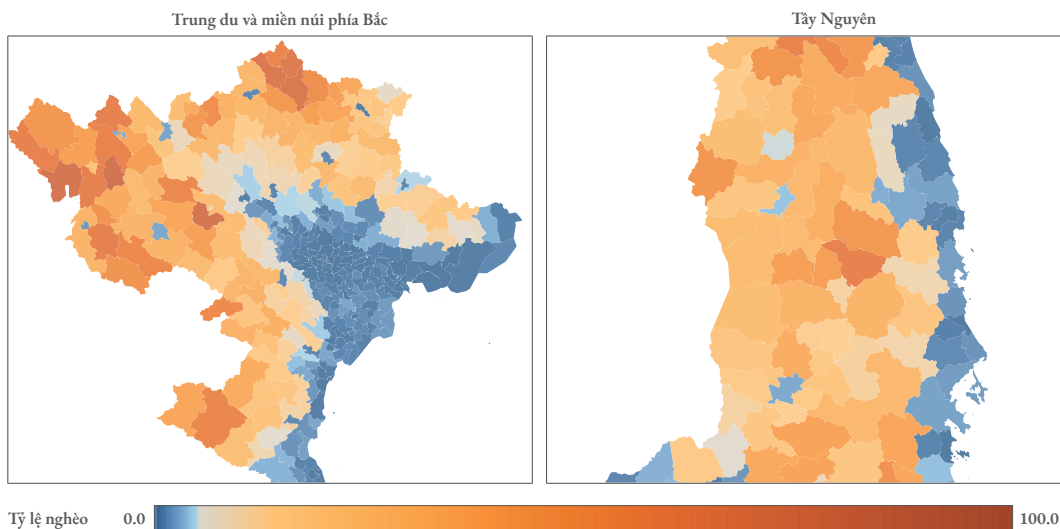 Trung du và miền núi phía Bắc
Tây Nguyên
Tỷ lệ nghèo 0.0 100.0